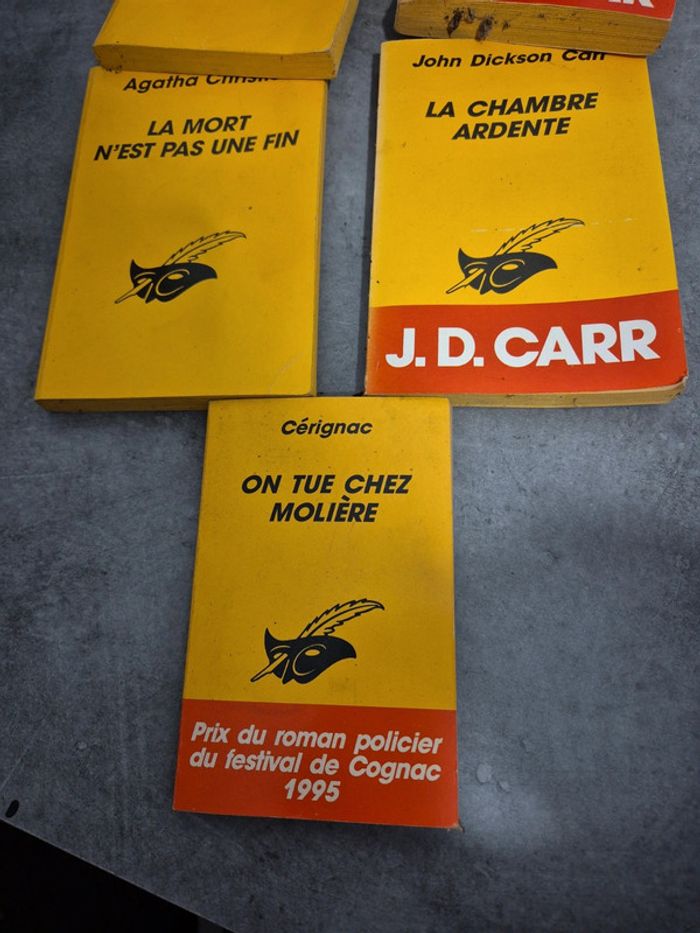 Agatha Christie
LA MORT
N'EST PAS UNE FIN
John Dickson Carr
LA CHAMBRE
ARDENTE
J. D. CARR
Cérignac
ON TUE CHEZ
MOLIÈRE
Prix du roman policier
du festival de Cognac
1995